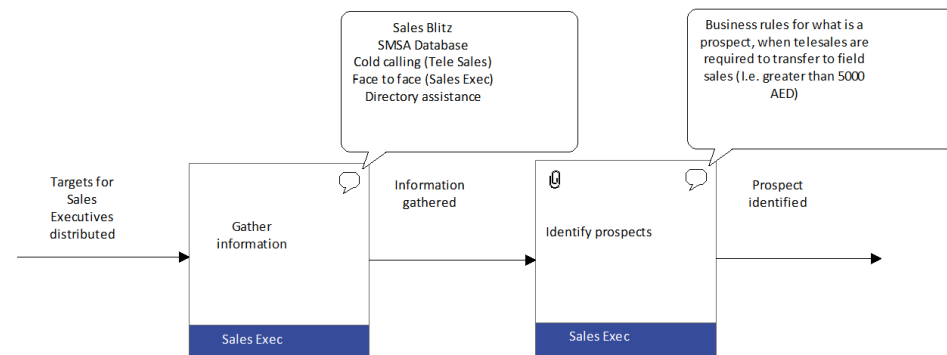 Sales Blitz
SMSA Database
Cold calling (Tele Sales)
Face to face (Sales Exec)
Directory assistance
Business rules for what is a
prospect, when telesales are
required to transfer to field
sales (I.e. greater than 5000
AED)
Targets for
Sales
Executives
distributed
Gather
information
Sales Exec
Information
gathered
Identify prospects
Sales Exec
Prospect
identified